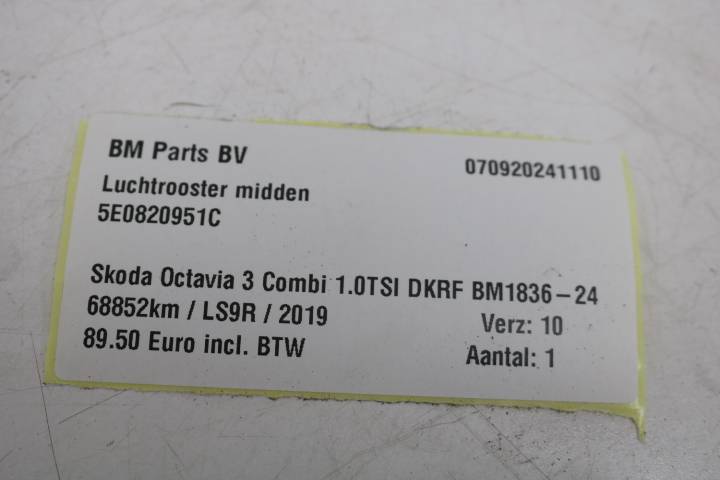 BM Parts BV 070920241110
Luchtrooster midden
5E0820951C
Skoda Octavia 3 Combi 1.0TSI DKRF BM1836-24
68852km / LS9R / 2019 Verz: 10
89.50 Euro incl. BTW Aantal: 1